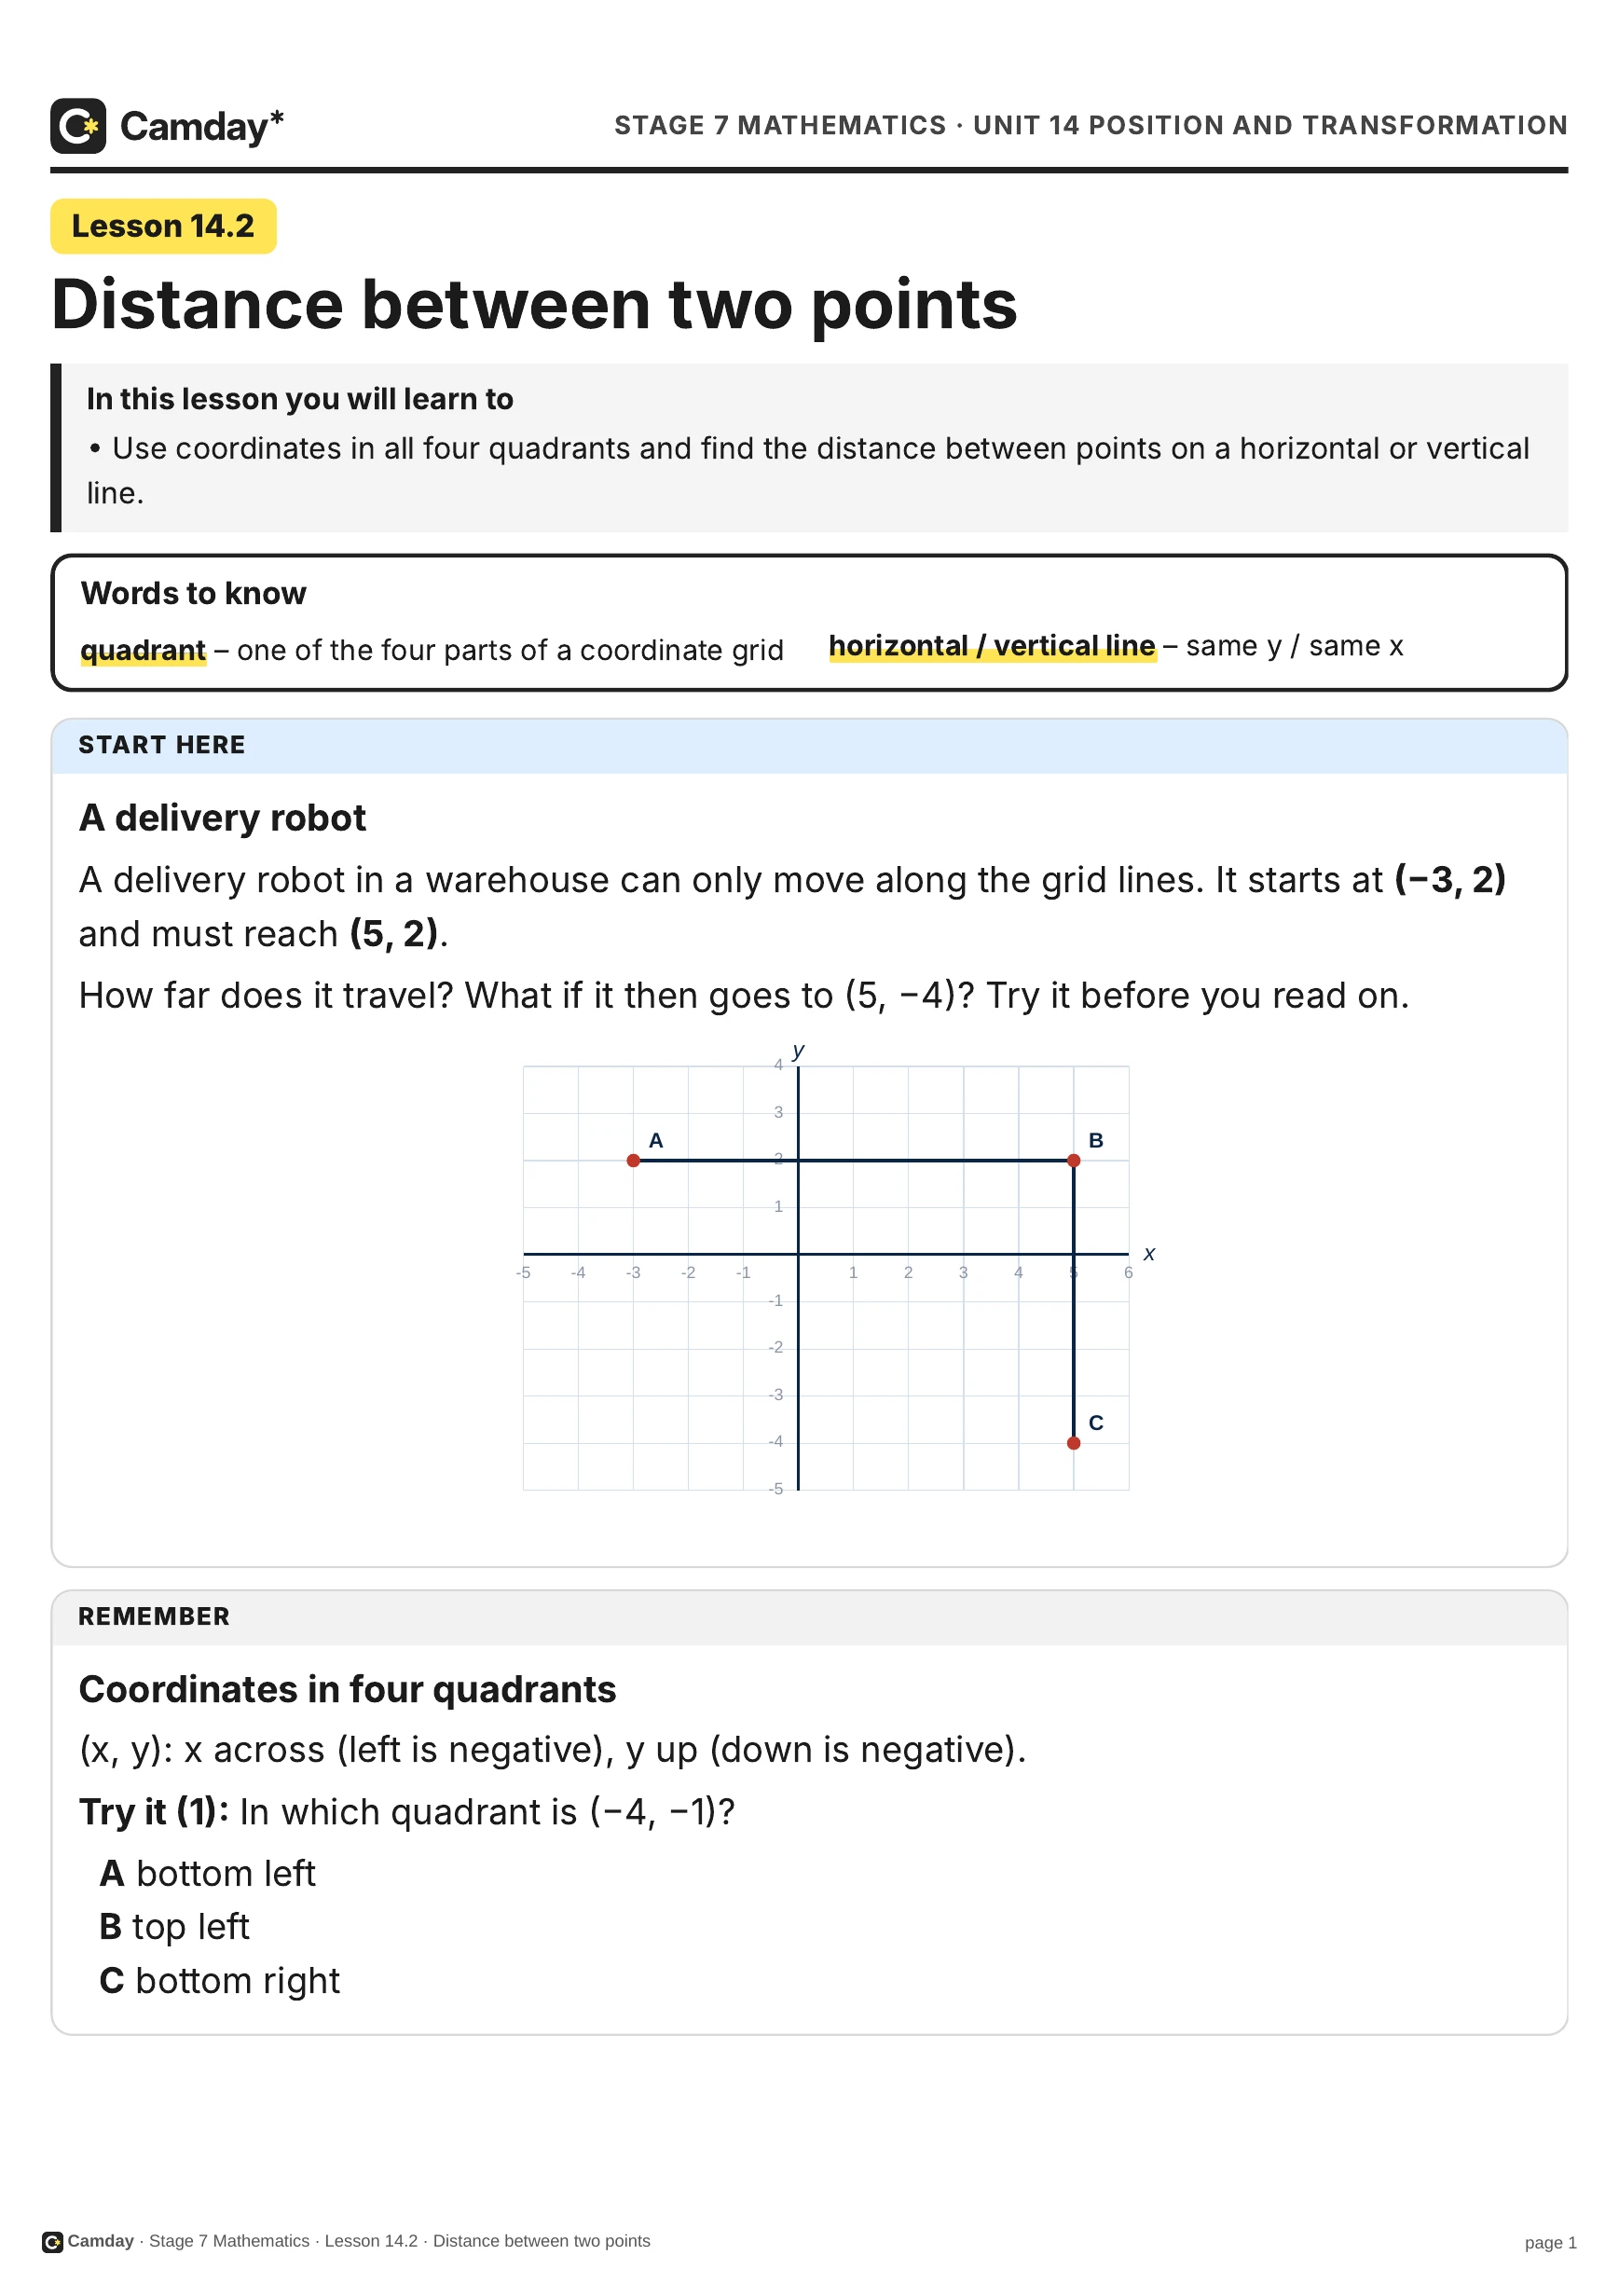 Camday*
STAGE 7 MATHEMATICS · UNIT 14 POSITION AND TRANSFORMATION
Lesson 14.2
Distance between two points
In this lesson you will learn to
• Use coordinates in all four quadrants and find the distance between points on a horizontal or vertical
line.
Words to know
quadrant – one of the four parts of a coordinate grid horizontal / vertical line – same y / same x
START HERE
A delivery robot
A delivery robot in a warehouse can only move along the grid lines. It starts at (−3, 2)
and must reach (5, 2).
How far does it travel? What if it then goes to (5, −4)? Try it before you read on.
y
4
3
A B
2
1
x
-5 -4 -3 -2 -1 1 2 3 4 5 6
-1
-2
-3
C
-4
-5
REMEMBER
Coordinates in four quadrants
(x, y): x across (left is negative), y up (down is negative).
Try it (1): In which quadrant is (−4, −1)?
A bottom left
B top left
C bottom right
Camday · Stage 7 Mathematics · Lesson 14.2 · Distance between two points
page 1